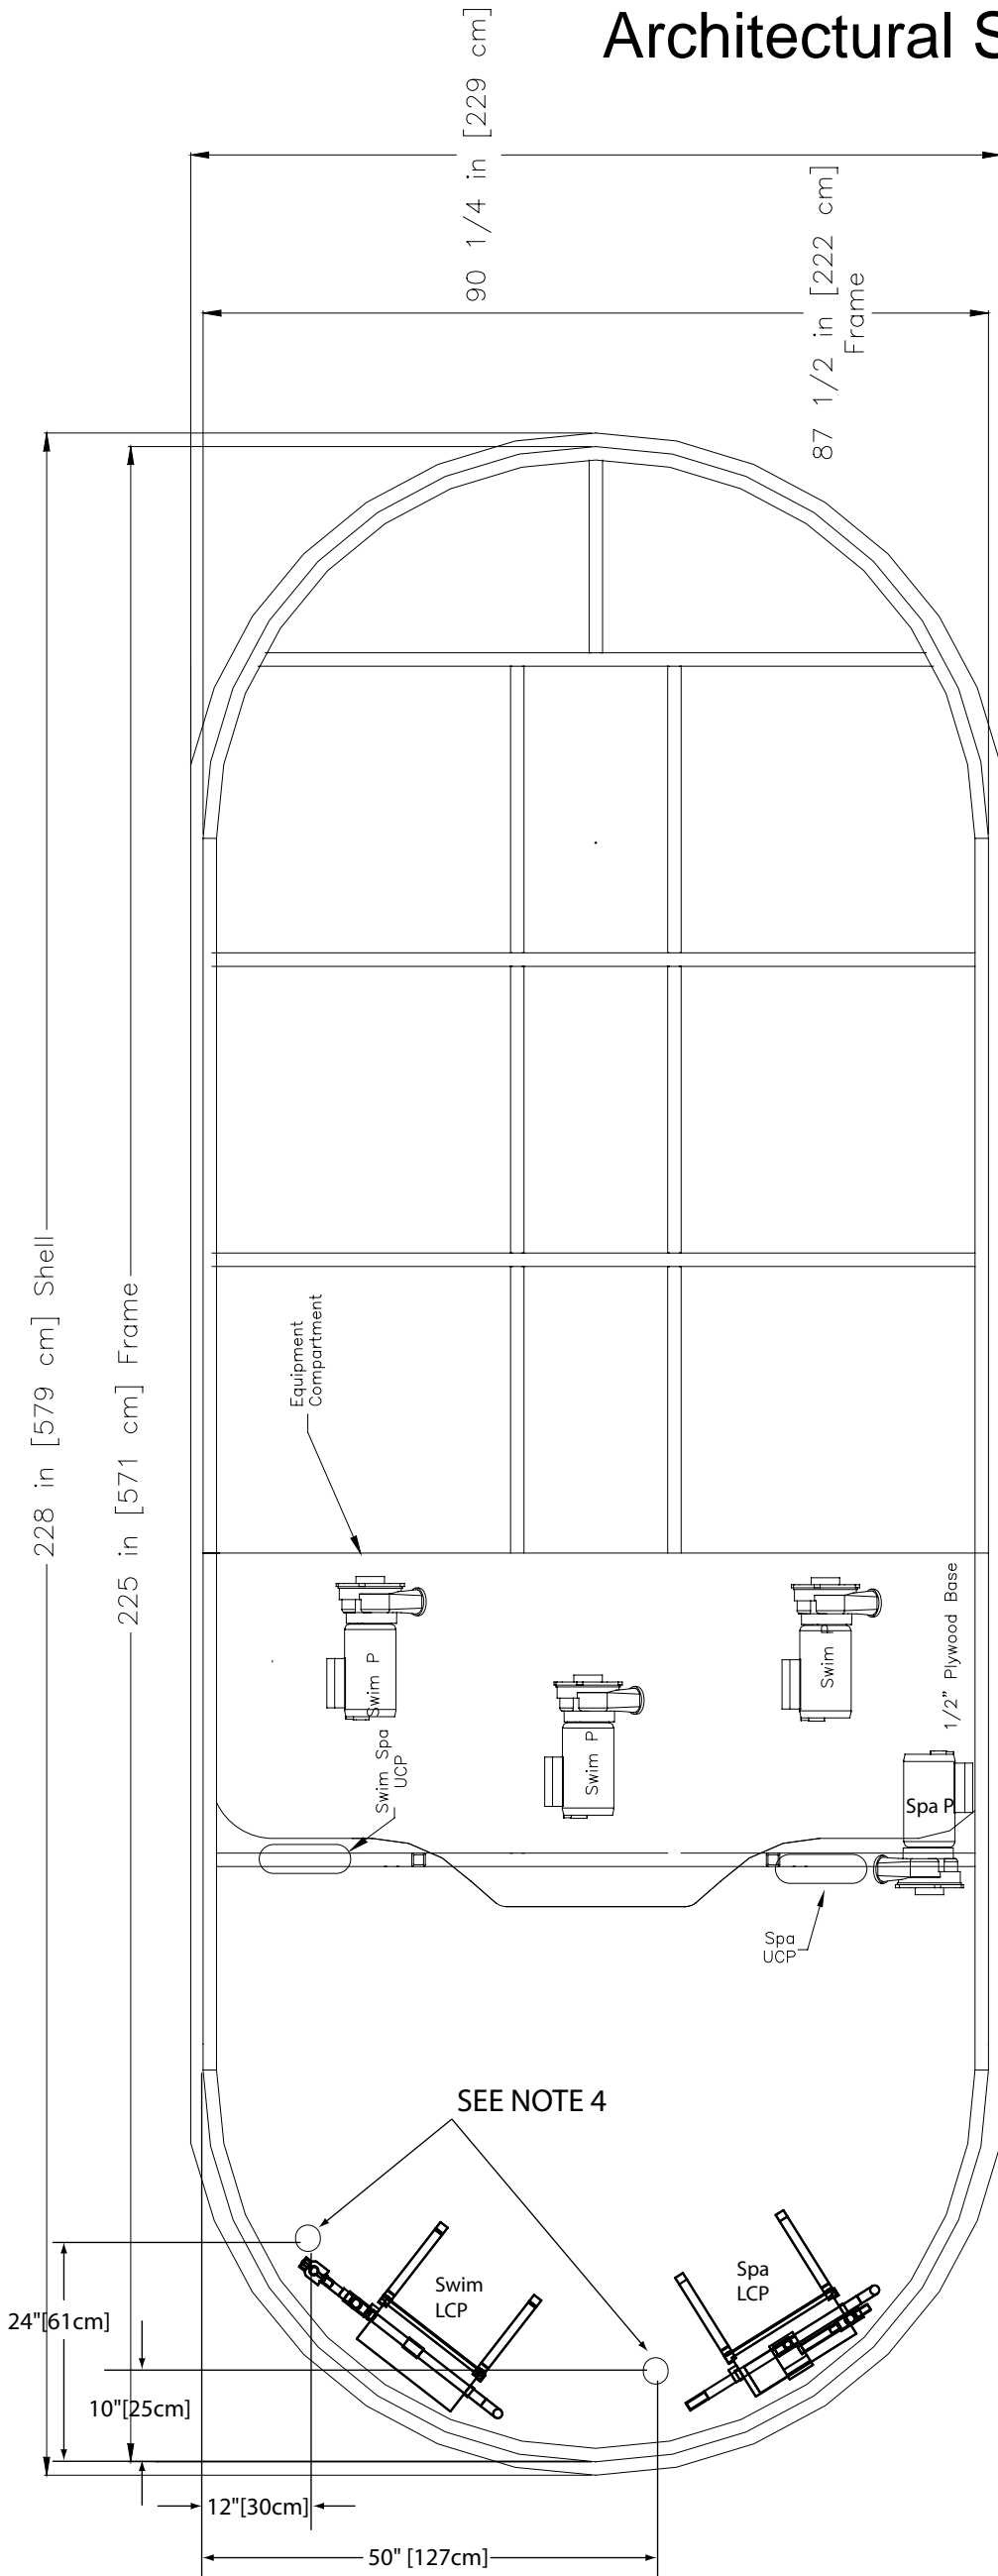 Architectural S
90 1/4 in [229 cm]
87 1/2 in [222 cm]
Frame
228 in [579 cm] Shell
225 in [571 cm] Frame
Equipment
Compartment
Swim P
Swim P
Swim P
1/2” Plywood Base
Swim Spa
UCP
Spa P
Spa
UCP
SEE NOTE 4
Swim
LCP
Spa
LCP
24"[61cm]
10"[25cm]
12"[30cm]
50" [127cm]